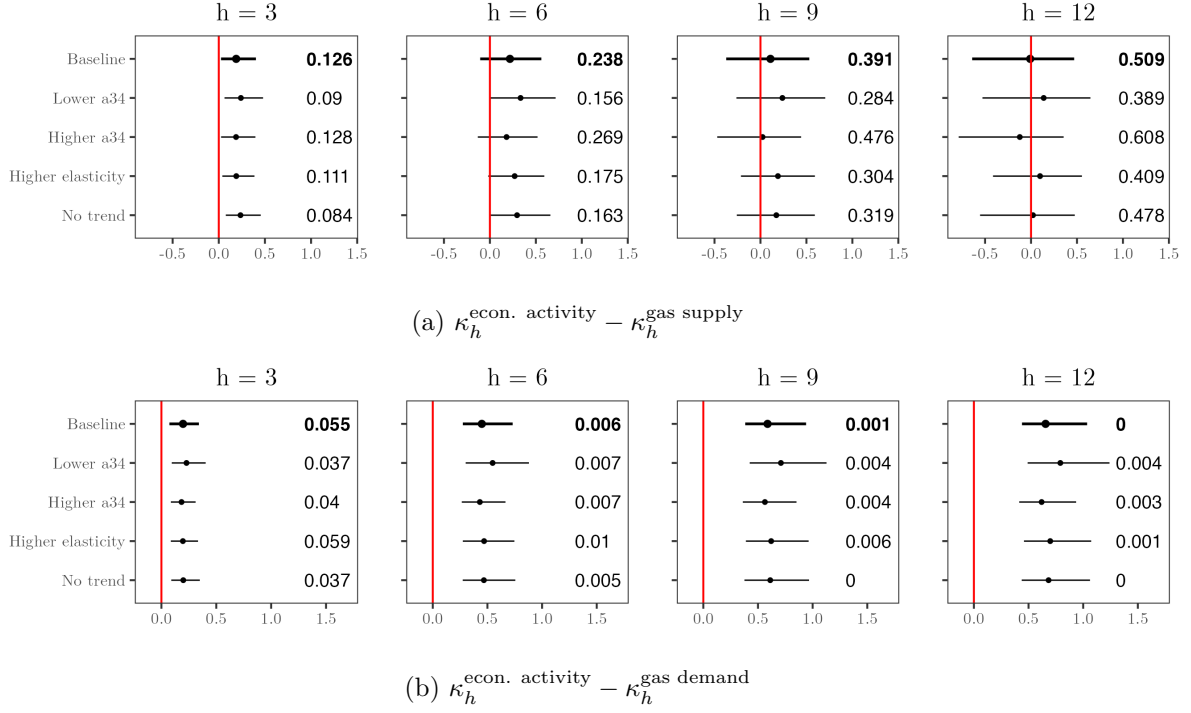 h = 3 h = 6 h = 9 h = 12
Baseline 0.126 0.238 0.391 0.509
Lower a34 0.09 0.156 0.284 0.389
Higher a34 0.128 0.269 0.476 0.608
Higher elasticity 0.111 0.175 0.304 0.409
No trend 0.084 0.163 0.319 0.478
-0.5 0.0 0.5 1.0 1.5 -0.5 0.0 0.5 1.0 1.5 -0.5 0.0 0.5 1.0 1.5 -0.5 0.0 0.5 1.0 1.5
(a) κ_h^{econ. activity} − κ_h^{gas supply}
h = 3 h = 6 h = 9 h = 12
Baseline 0.055 0.006 0.001 0
Lower a34 0.037 0.007 0.004 0.004
Higher a34 0.04 0.007 0.004 0.003
Higher elasticity 0.059 0.01 0.006 0.001
No trend 0.037 0.005 0 0
0.0 0.5 1.0 1.5 0.0 0.5 1.0 1.5 0.0 0.5 1.0 1.5 0.0 0.5 1.0 1.5
(b) κ_h^{econ. activity} − κ_h^{gas demand}